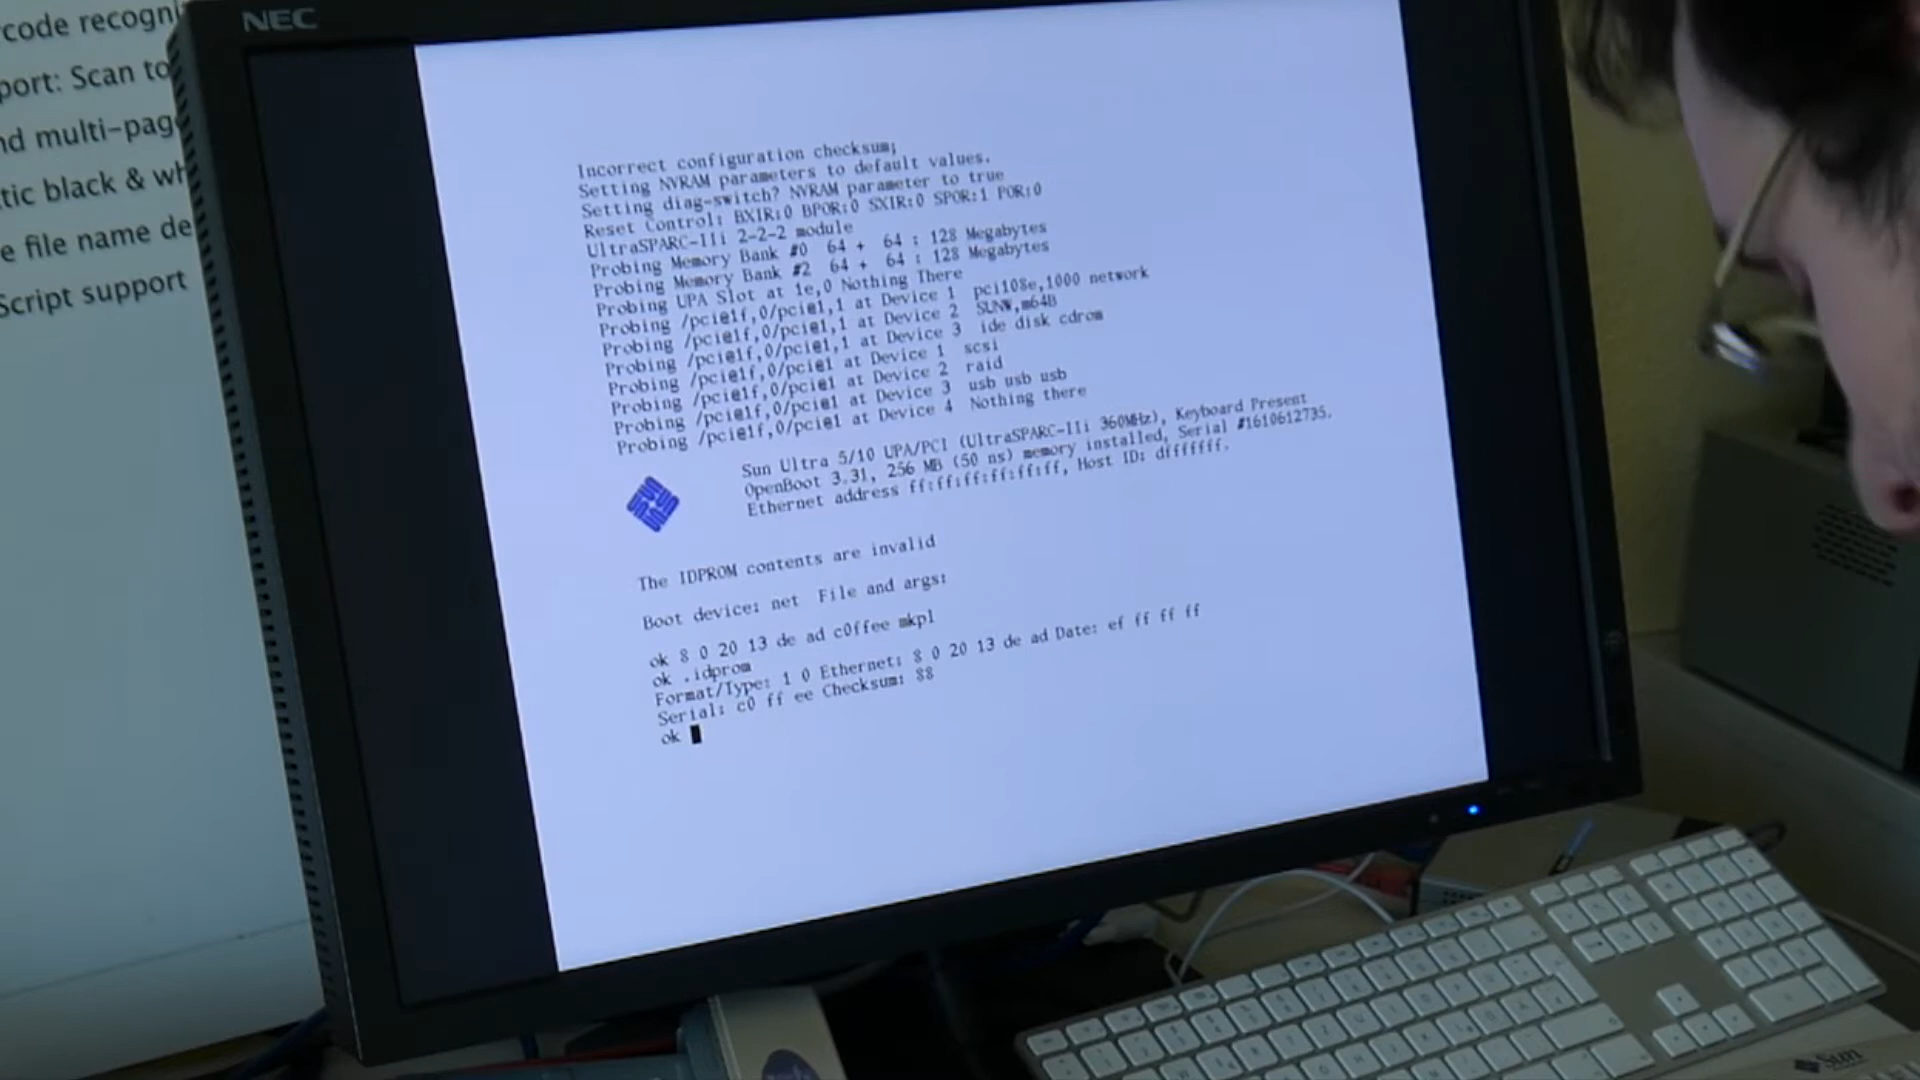 rcode recogni
port: Scan to
nd multi-pag
tic black & wh
e file name de
Script support
NEC
Incorrect configuration checksum;
Setting NVRAM parameters to default values.
Setting diag-switch? NVRAM parameter to true
Reset Control: BXIR:0 BPOR:0 SXIR:0 SPOR:1 POR:0
UltraSPARC-IIi 2-2-2 module
Probing Memory Bank #0 64 + 64 : 128 Megabytes
Probing Memory Bank #2 64 + 64 : 128 Megabytes
Probing UPA Slot at 1e,0 Nothing There
Probing /pci@1f,0/pci@1,1 at Device 1 pci108e,1000 network
Probing /pci@1f,0/pci@1,1 at Device 2 SUNW,m64B
Probing /pci@1f,0/pci@1,1 at Device 3 ide disk cdrom
Probing /pci@1f,0/pci@1 at Device 1 scsi
Probing /pci@1f,0/pci@1 at Device 2 raid
Probing /pci@1f,0/pci@1 at Device 3 usb usb usb
Probing /pci@1f,0/pci@1 at Device 4 Nothing there
Sun Ultra 5/10 UPA/PCI (UltraSPARC-IIi 360MHz), Keyboard Present
OpenBoot 3.31, 256 MB (50 ns) memory installed, Serial #1610612735.
Ethernet address ff:ff:ff:ff:ff:ff, Host ID: dfffffff.
The IDPROM contents are invalid
Boot device: net File and args:
ok 8 0 20 13 de ad c0ffee mkpl
ok .idprom
Format/Type: 1 0 Ethernet: 8 0 20 13 de ad Date: ef ff ff ff
Serial: c0 ff ee Checksum: 88
ok
Sun